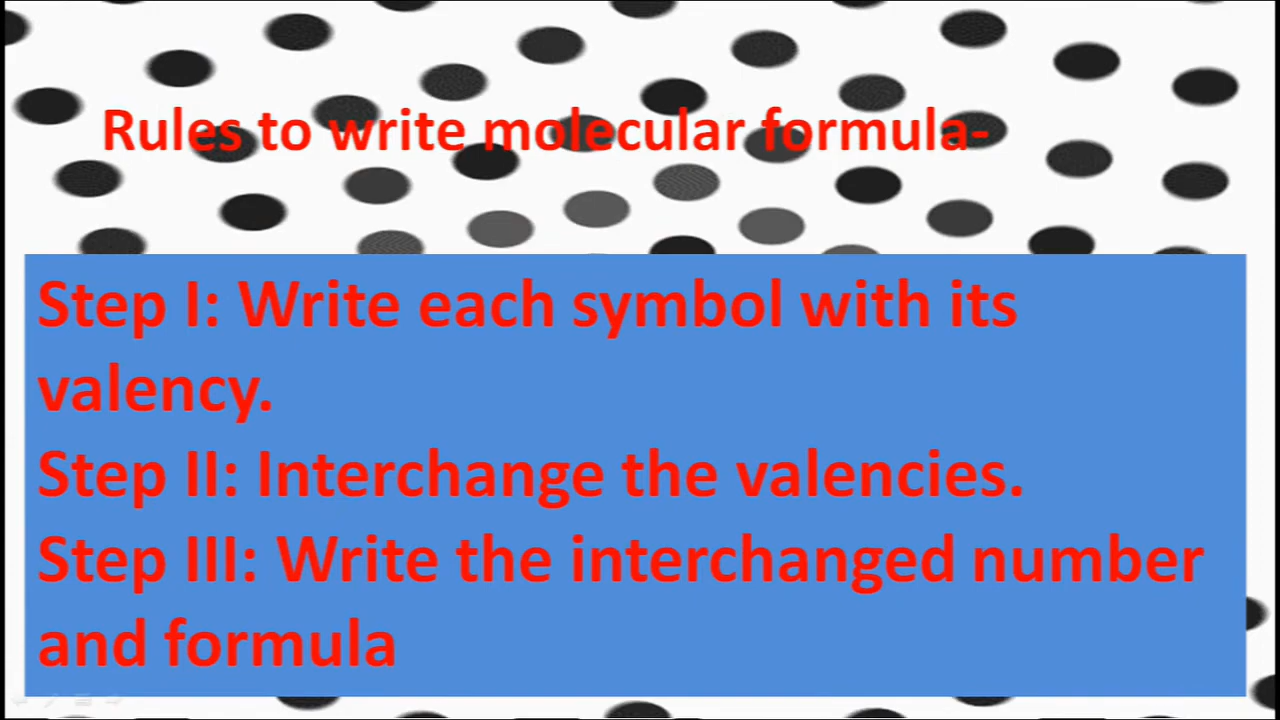 Rules to write molecular formula-
Step I: Write each symbol with its
valency.
Step II: Interchange the valencies.
Step III: Write the interchanged number
and formula